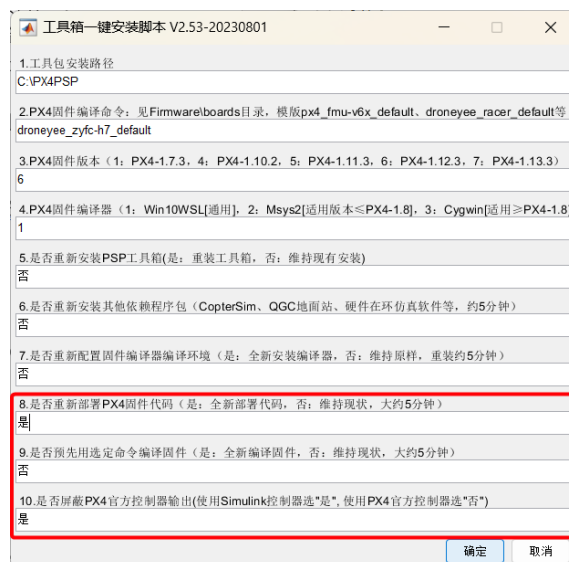 工具箱一键安装脚本 V2.53-20230801
1.工具包安装路径
C:\PX4PSP
2.PX4固件编译命令：见Firmware\boards目录，模版px4_fmu-v6x_default、droneyee_racer_default等
droneyee_zyfc-h7_default
3.PX4固件版本（1：PX4-1.7.3，4：PX4-1.10.2，5：PX4-1.11.3，6：PX4-1.12.3，7：PX4-1.13.3）
6
4.PX4固件编译器（1：Win10WSL[通用]，2：Msys2[适用版本≤PX4-1.8]，3：Cygwin[适用≥PX4-1.8
1
5.是否重新安装PSP工具箱(是：重装工具箱，否：维持现有安装)
否
6.是否重新安装其他依赖程序包（CopterSim、QGC地面站、硬件在环仿真软件等，约5分钟）
否
7.是否重新配置固件编译器编译环境（是：全新安装编译器，否：维持原样，重装约5分钟）
否
8.是否重新部署PX4固件代码（是：全新部署代码，否：维持现状，大约5分钟）
是
9.是否预先用选定命令编译固件（是：全新编译固件，否：维持现状，大约5分钟）
否
10.是否屏蔽PX4官方控制器输出(使用Simulink控制器选"是",使用PX4官方控制器选"否")
是
确定 取消